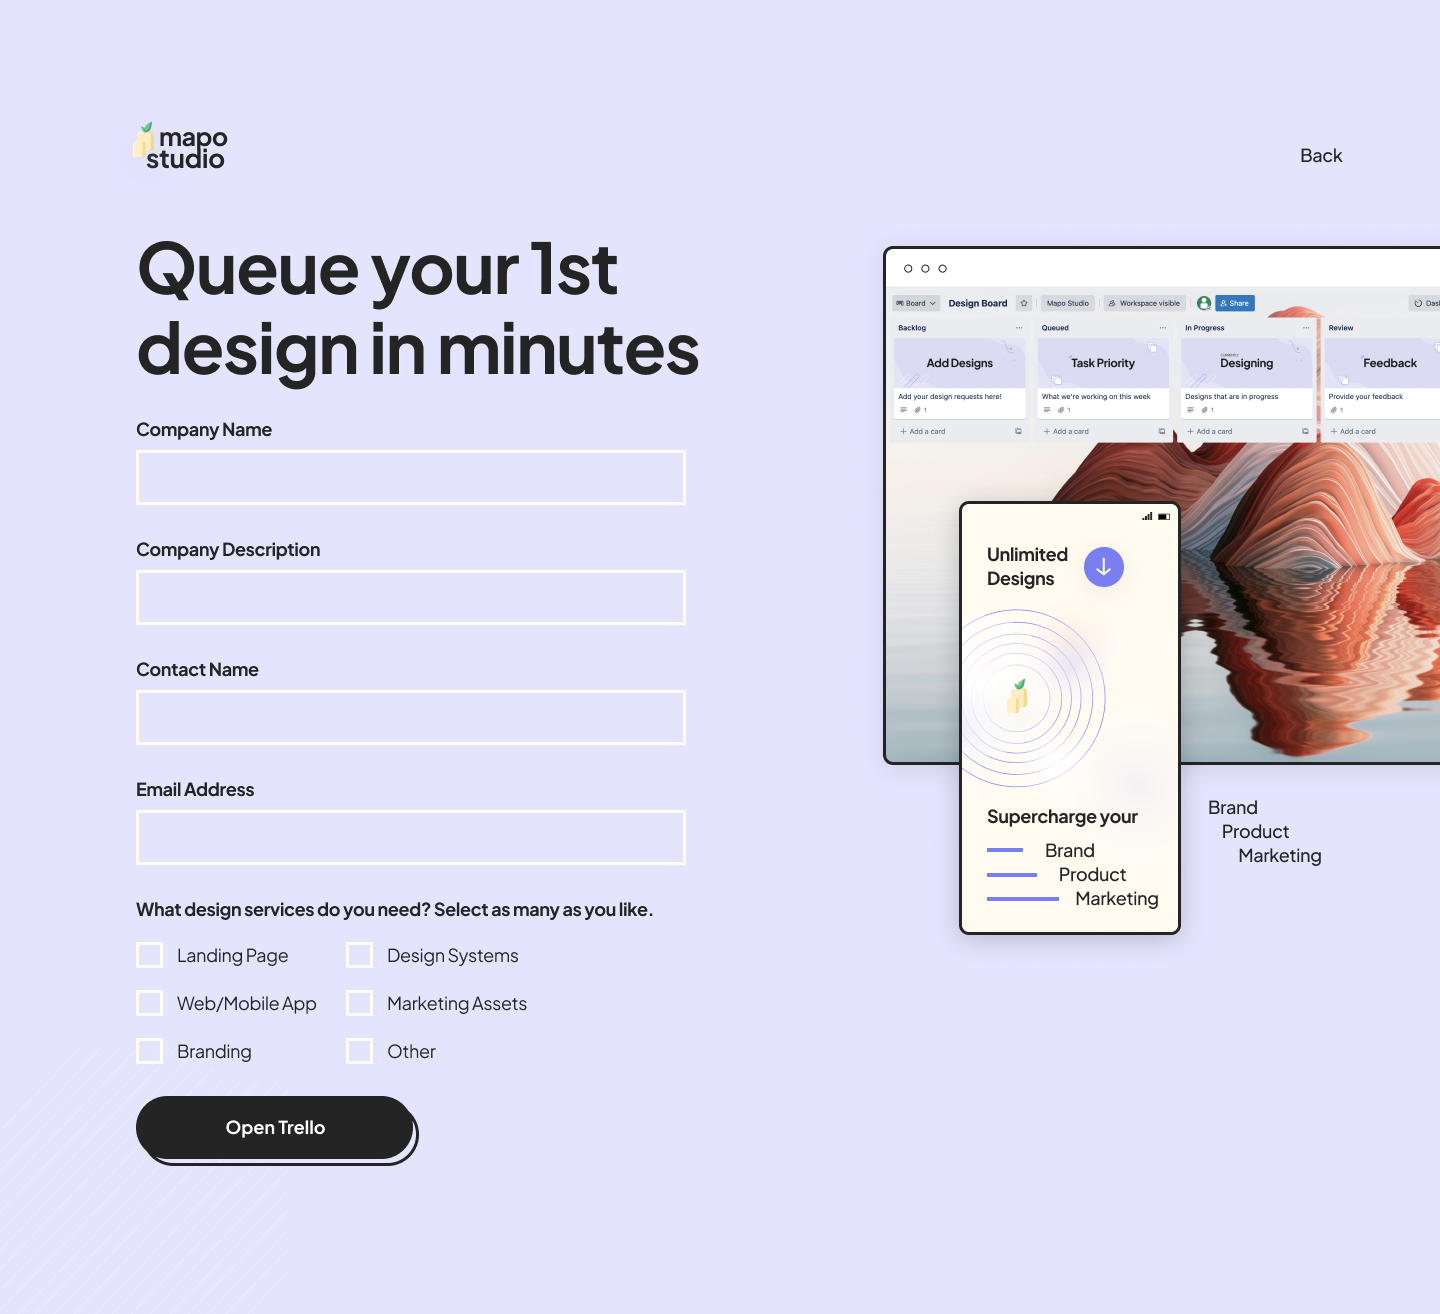 mapo
studio
Back
Queue your 1st
design in minutes
Company Name
Company Description
Contact Name
Email Address
What design services do you need? Select as many as you like.
Landing Page
Design Systems
Web/Mobile App
Marketing Assets
Branding
Other
Open Trello
Board
Design Board
Mapo Studio
Workspace visible
Share
Backlog
Add Designs
Add your design requests here!
1
Add a card
Queued
Task Priority
What we're working on this week
1
Add a card
In Progress
Designing
Designs that are in progress
1
Add a card
Review
Feedback
Provide your feedback
1
Add a card
Unlimited
Designs
Supercharge your
Brand
Product
Marketing
Brand
Product
Marketing